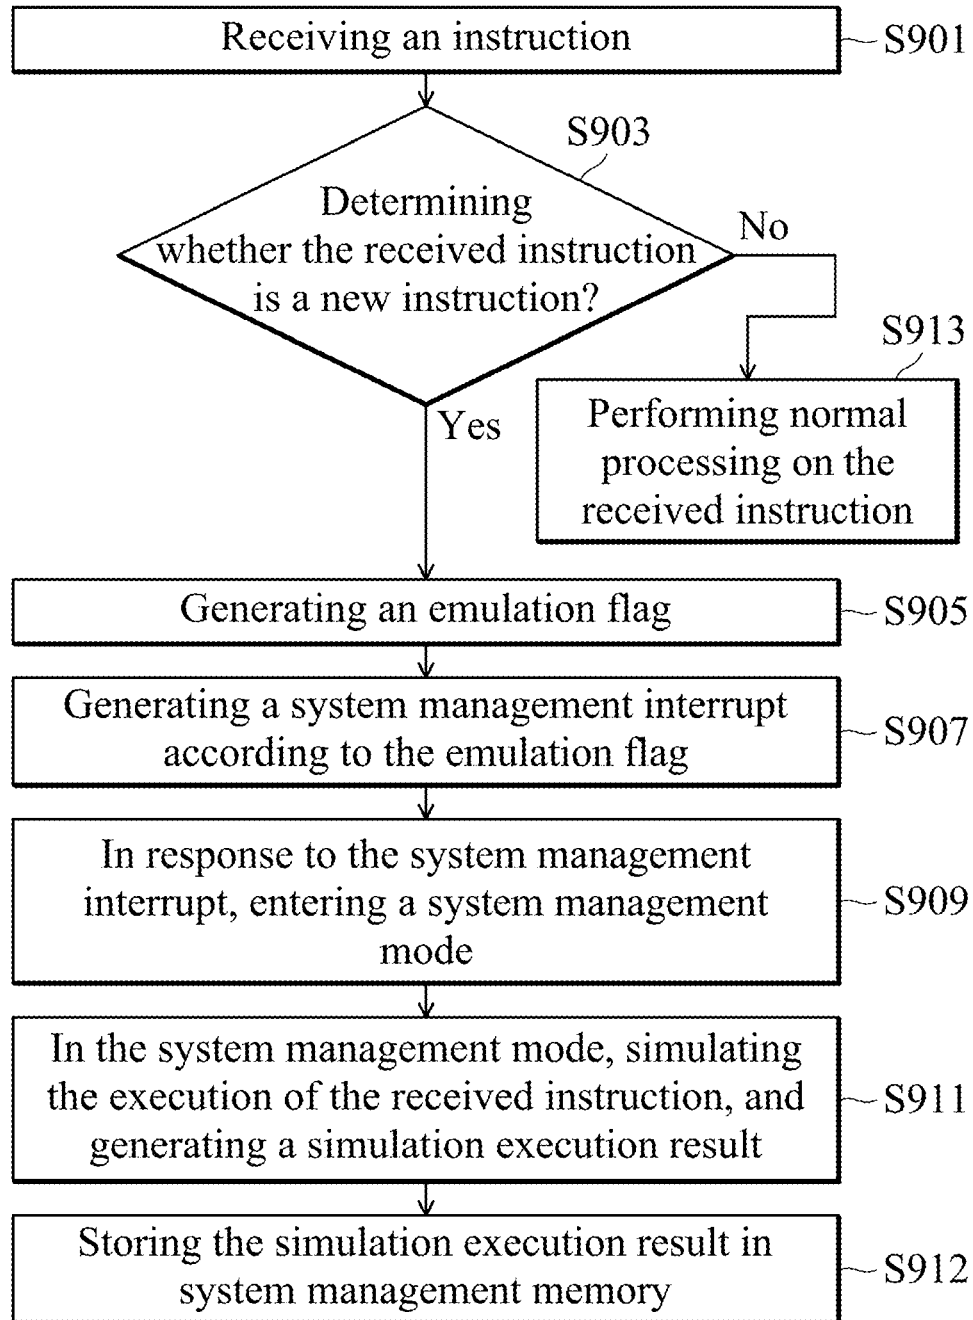 Receiving an instruction
S901
S903
Determining
whether the received instruction
is a new instruction?
No
S913
Performing normal
processing on the
received instruction
Yes
Generating an emulation flag
S905
Generating a system management interrupt
according to the emulation flag
S907
In response to the system management
interrupt, entering a system management
mode
S909
In the system management mode, simulating
the execution of the received instruction, and
generating a simulation execution result
S911
Storing the simulation execution result in
system management memory
S912